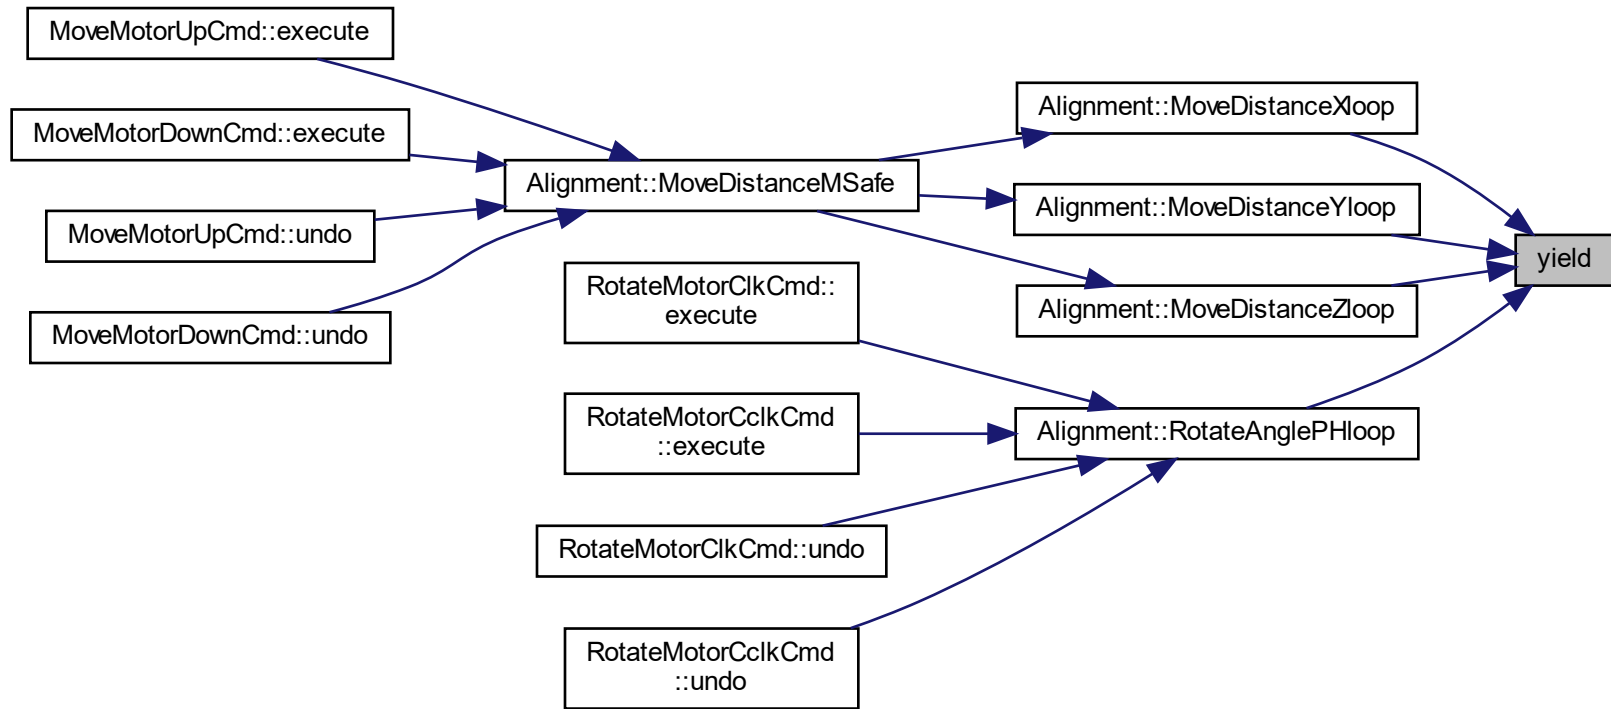 MoveMotorUpCmd::execute
MoveMotorDownCmd::execute
MoveMotorUpCmd::undo
MoveMotorDownCmd::undo
Alignment::MoveDistanceMSafe
RotateMotorClkCmd::
execute
RotateMotorCclkCmd
::execute
RotateMotorClkCmd::undo
RotateMotorCclkCmd
::undo
Alignment::MoveDistanceXloop
Alignment::MoveDistanceYloop
Alignment::MoveDistanceZloop
Alignment::RotateAnglePHloop
yield